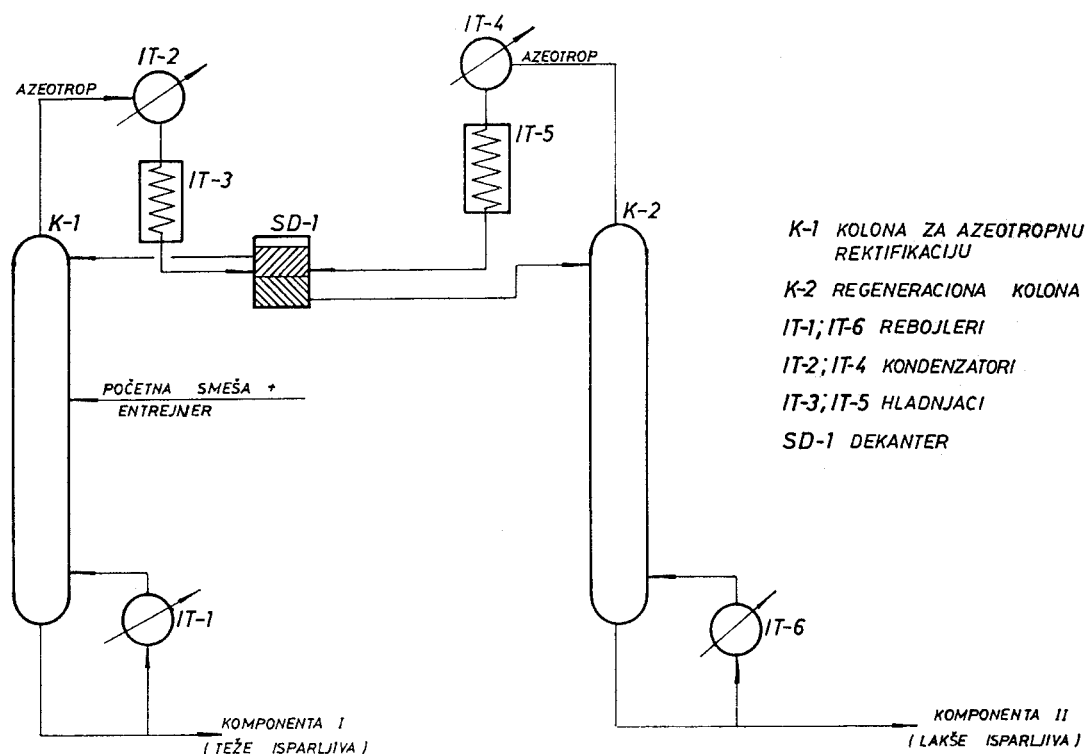 IT-4
IT-2
AZEOTROP
AZEOTROP
IT-5
IT-3
K-1
SD-1
K-2
K-1 KOLONA ZA AZEOTROPNU
REKTIFIKACIJU
K-2 REGENERACIONA KOLONA
IT-1; IT-6 REBOJLERI
IT-2; IT-4 KONDENZATORI
IT-3; IT-5 HLADNJACI
SD-1 DEKANTER
POČETNA SMEŠA +
ENTREJNER
IT-1
IT-6
KOMPONENTA I
(TEŽE ISPARLJIVA)
KOMPONENTA II
(LAKŠE ISPARLJIVA)